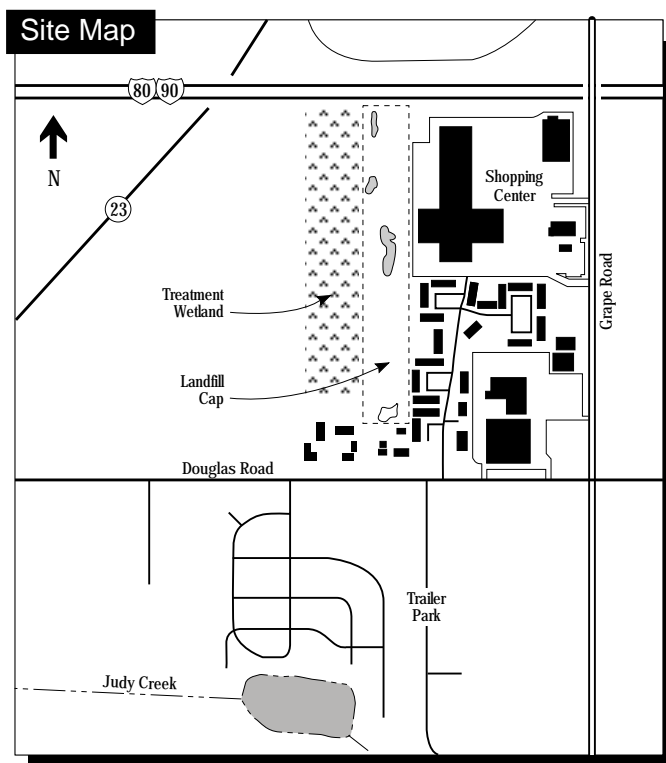 Site Map
80 90
N
23
Shopping
Center
Grape Road
Treatment
Wetland
Landfill
Cap
Douglas Road
Trailer
Park
Judy Creek